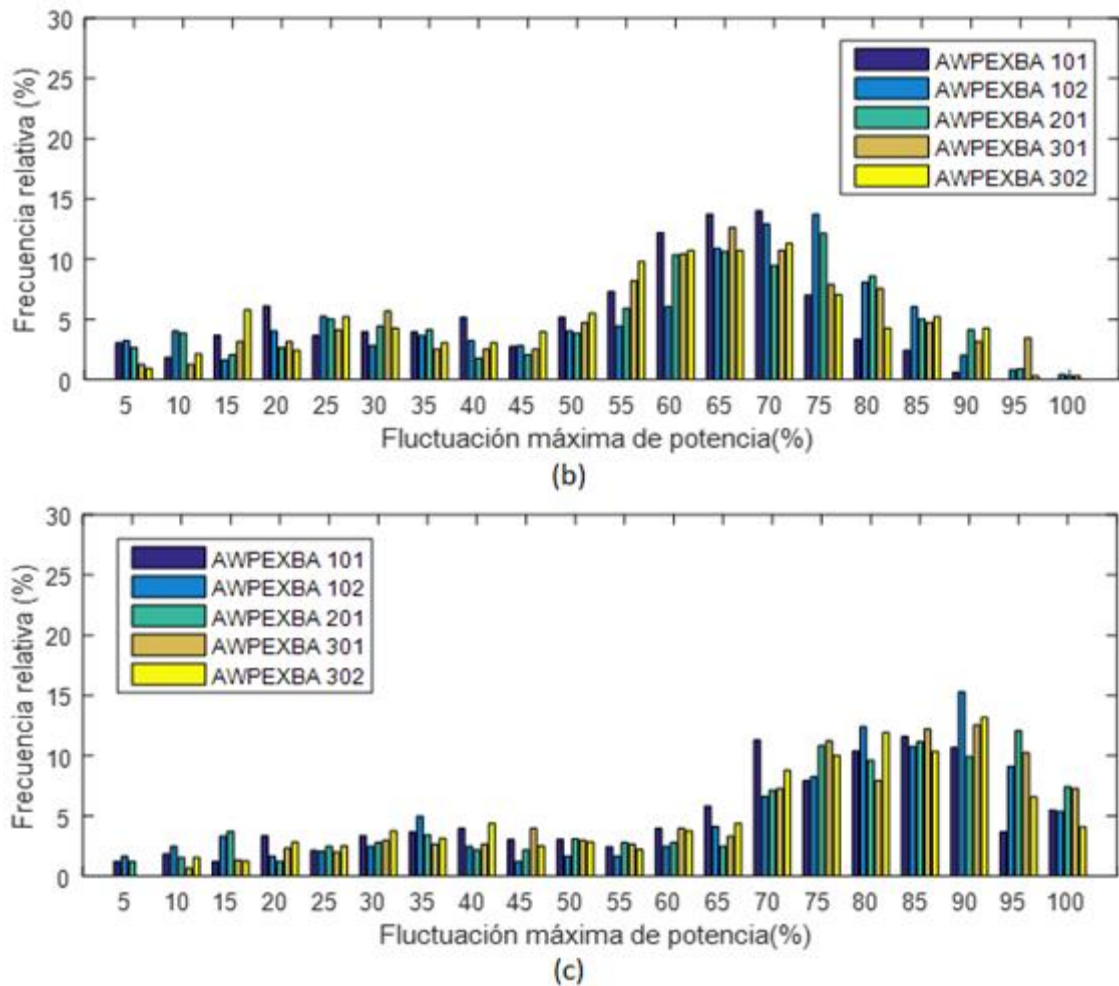 30
25
20
15
10
5
0
Frecuencia relativa (%)
AWPEXBA 101
AWPEXBA 102
AWPEXBA 201
AWPEXBA 301
AWPEXBA 302
5 10 15 20 25 30 35 40 45 50 55 60 65 70 75 80 85 90 95 100
Fluctuación máxima de potencia(%)
(b)
30
25
20
15
10
5
0
Frecuencia relativa (%)
AWPEXBA 101
AWPEXBA 102
AWPEXBA 201
AWPEXBA 301
AWPEXBA 302
5 10 15 20 25 30 35 40 45 50 55 60 65 70 75 80 85 90 95 100
Fluctuación máxima de potencia(%)
(c)